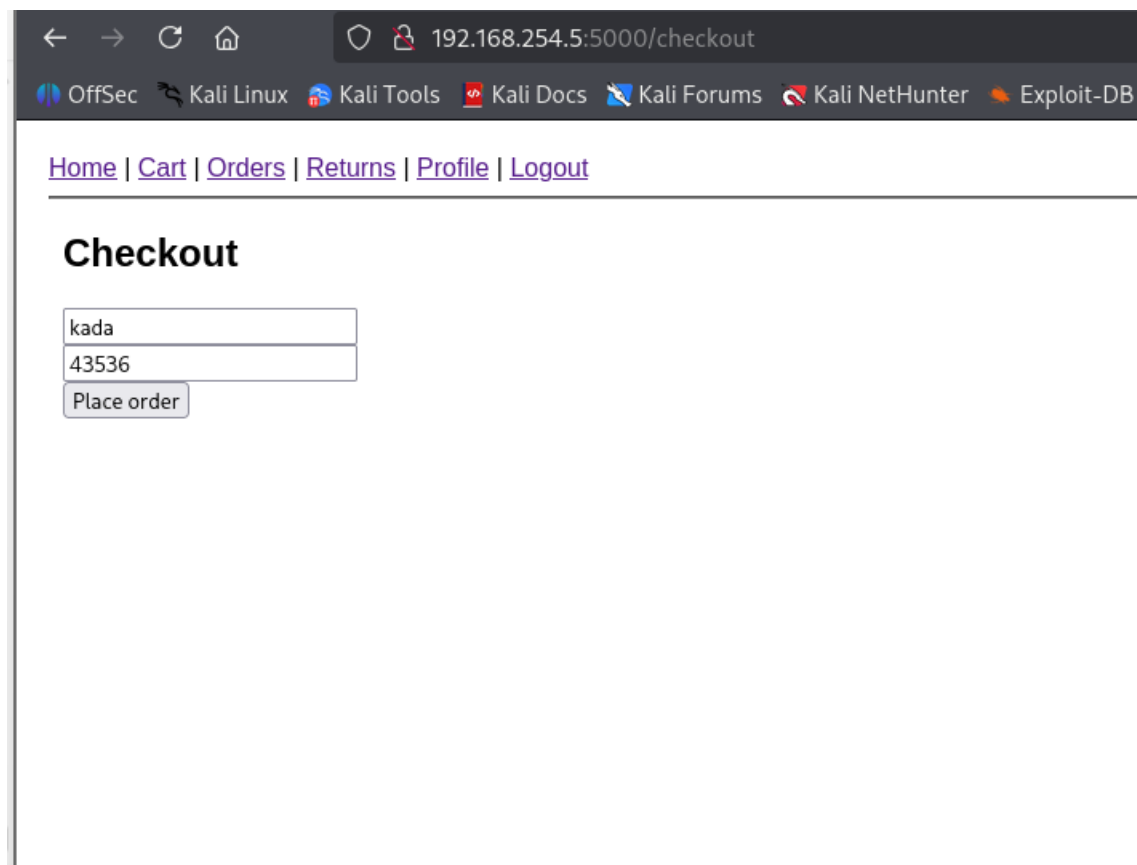 192.168.254.5:5000/checkout
OffSec Kali Linux Kali Tools Kali Docs Kali Forums Kali NetHunter Exploit-DB
Home | Cart | Orders | Returns | Profile | Logout
Checkout
kada
43536
Place order